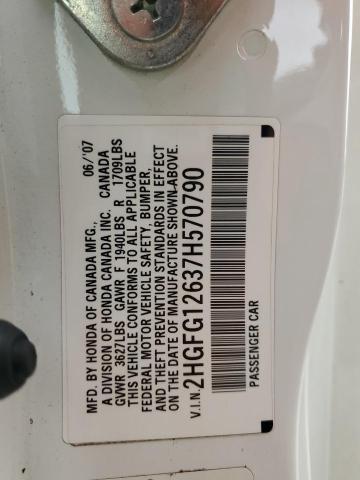 MFD. BY HONDA OF CANADA MFG., 06/'07
A DIVISION OF HONDA CANADA INC. CANADA
GVWR 3627LBS GAWR F 1940LBS R 1709LBS
THIS VEHICLE CONFORMS TO ALL APPLICABLE
FEDERAL MOTOR VEHICLE SAFETY, BUMPER,
AND THEFT PREVENTION STANDARDS IN EFFECT
ON THE DATE OF MANUFACTURE SHOWN ABOVE.
V.I.N. 2HGFG12637H570790
PASSENGER CAR